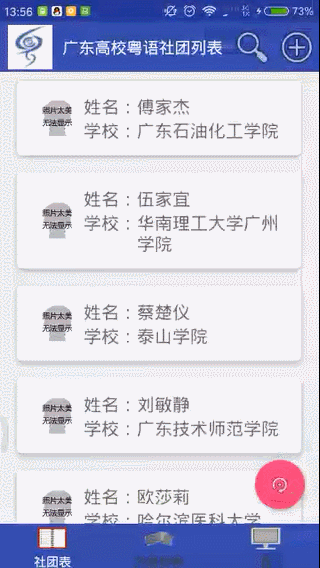 13:56
73%
广东高校粤语社团列表
照片太美
无法显示
姓名：傅家杰
学校：广东石油化工学院
照片太美
无法显示
姓名：伍家宜
学校：华南理工大学广州
学院
照片太美
无法显示
姓名：蔡楚仪
学校：泰山学院
照片太美
无法显示
姓名：刘敏静
学校：广东技术师范学院
照片太美
无法显示
姓名：欧莎莉
学校：哈尔滨医科大学
社团表